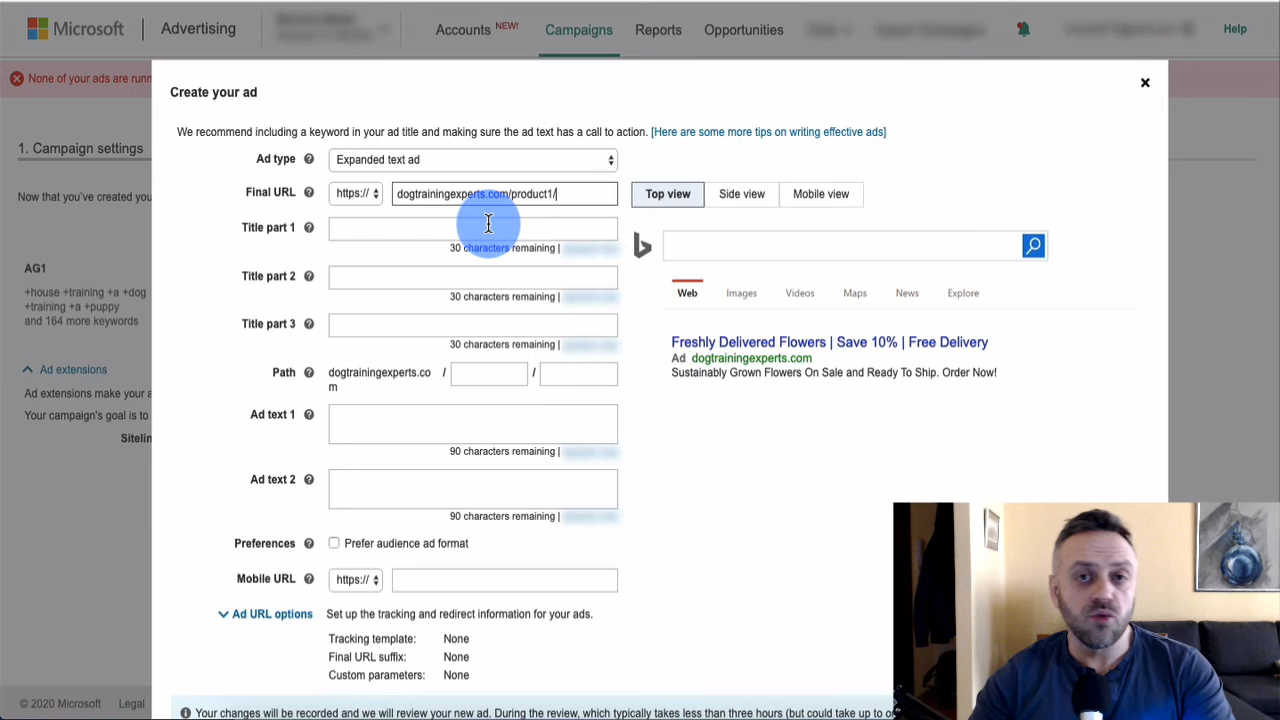 Microsoft | Advertising
Accounts NEW!
Campaigns
Reports
Opportunities
Help
None of your ads are runn
Create your ad
We recommend including a keyword in your ad title and making sure the ad text has a call to action. [Here are some more tips on writing effective ads]
1. Campaign settings
Now that you've created you
AG1
+house +training +a +dog
+training +a +puppy
and 164 more keywords
Ad extensions
Ad extensions make your a
Your campaign's goal is to
Sitelin
Ad type
Expanded text ad
Final URL
https://
dogtrainingexperts.com/product1/
Title part 1
30 characters remaining |
Title part 2
30 characters remaining |
Title part 3
30 characters remaining |
Path
dogtrainingexperts.co
m
/
/
Ad text 1
90 characters remaining |
Ad text 2
90 characters remaining |
Preferences
Prefer audience ad format
Mobile URL
https://
Ad URL options
Set up the tracking and redirect information for your ads.
Tracking template: None
Final URL suffix: None
Custom parameters: None
Top view
Side view
Mobile view
Web
Images
Videos
Maps
News
Explore
Freshly Delivered Flowers | Save 10% | Free Delivery
Ad dogtrainingexperts.com
Sustainably Grown Flowers On Sale and Ready To Ship. Order Now!
© 2020 Microsoft
Legal
Your changes will be recorded and we will review your new ad. During the review, which typically takes less than three hours (but could take up to o